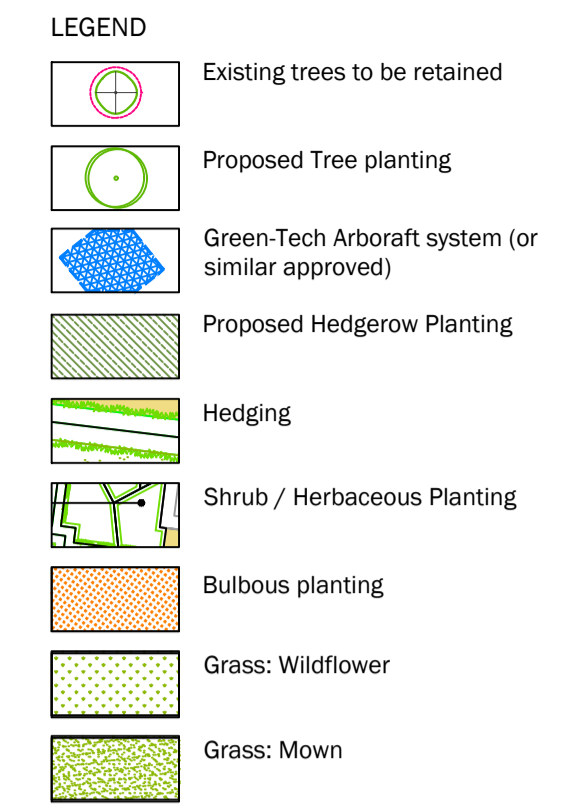 LEGEND
Existing trees to be retained
Proposed Tree planting
Green-Tech Arboraft system (or
similar approved)
Proposed Hedgerow Planting
Hedging
Shrub / Herbaceous Planting
Bulbous planting
Grass: Wildflower
Grass: Mown